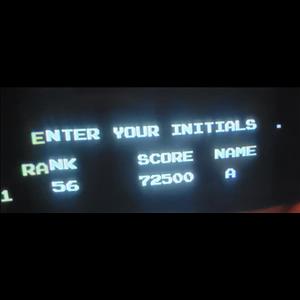 ENTER YOUR INITIALS .
RANK SCORE NAME
56 72500 A
1